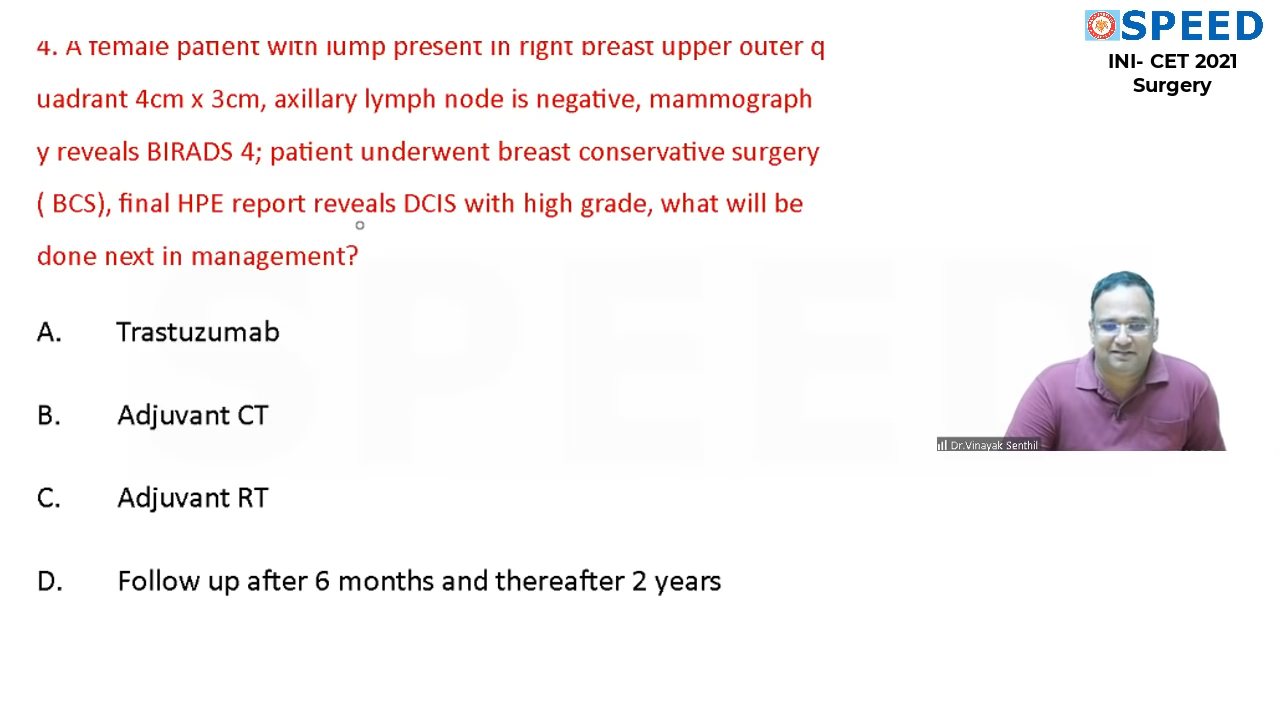 SPEED
INI- CET 2021
Surgery
4. A female patient with lump present in right breast upper outer q
uadrant 4cm x 3cm, axillary lymph node is negative, mammograph
y reveals BIRADS 4; patient underwent breast conservative surgery
( BCS), final HPE report reveals DCIS with high grade, what will be
done next in management?
A. Trastuzumab
B. Adjuvant CT
C. Adjuvant RT
D. Follow up after 6 months and thereafter 2 years
Dr.Vinayak Senthil